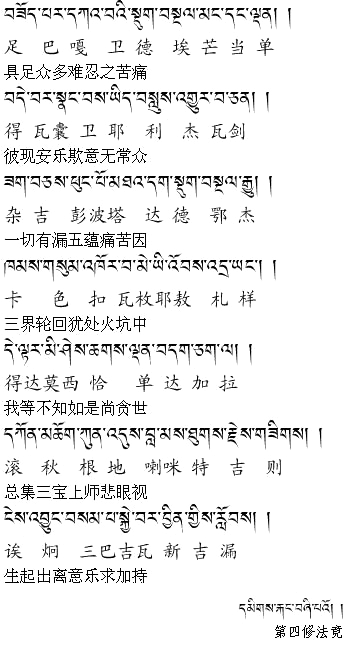 བཟོད་པར་དཀའ་བའི་སྡུག་བསྔལ་མང་དང་ལྡན། །
足 巴 嘎 卫 德 埃 芒 当 单
具足众多难忍之苦痛
བདེ་བར་སྣང་བས་ཡིད་བསླུས་འགྱུར་བ་ཅན། །
得 瓦囊 卫 耶 利 杰 瓦剑
彼现安乐欺意无常众
ཟག་བཅས་ཕུང་པོ་མཐའ་དག་སྡུག་བསྔལ་རྒྱུ། །
杂 吉 彭波塔 达 德 鄂 杰
一切有漏五蕴痛苦因
ཁམས་གསུམ་འཁོར་བ་མེ་ཡི་འོབས་འདྲ་ཡང་། །
卡 色 扣 瓦枚耶敖 札 样
三界轮回犹处火坑中
དེ་ལྟར་མི་ཤེས་ཆགས་ལྡན་བདག་ཅག་ལ། །
得达莫西 恰 单 达 加 拉
我等不知如是尚贪世
དཀོན་མཆོག་ཀུན་འདུས་བླ་མས་ཐུགས་རྗེས་གཟིགས། །
滚 秋 根 地 喇咪 特 吉 则
总集三宝上师悲眼视
ངེས་འབྱུང་བསམ་པ་སྐྱེ་བར་བྱིན་གྱིས་རློབས། །
诶 炯 三巴吉瓦 新 吉 漏
生起出离意乐求加持
དམིགས་རྐང་བཞི་པའོ། །
第四修法竟